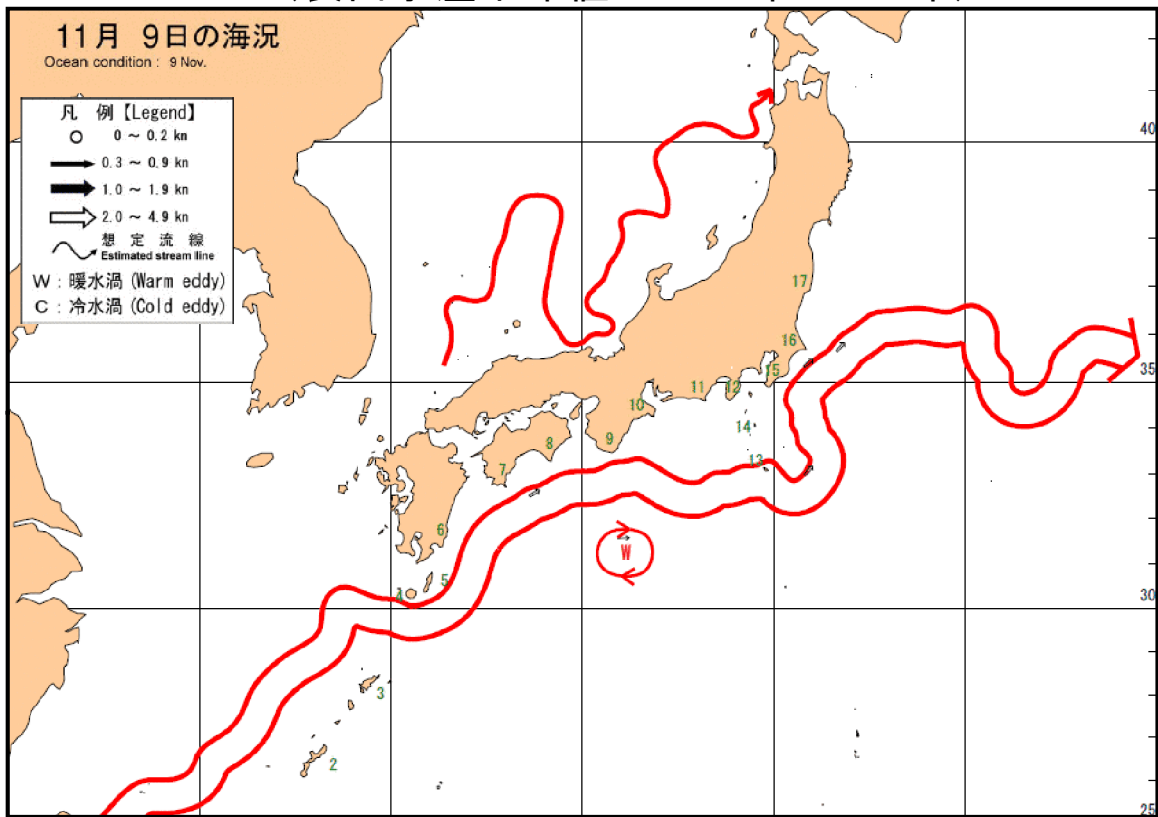 11月 9日の海況
Ocean condition : 9 Nov.
凡 例【Legend】
0 ～ 0.2 kn
0.3 ～ 0.9 kn
1.0 ～ 1.9 kn
2.0 ～ 4.9 kn
想 定 流 線
Estimated stream line
W : 暖水渦 (Warm eddy)
C : 冷水渦 (Cold eddy)
40
17
16
35
15
12
11
10
14
9
8
7
13
6
W
5
4
30
3
2
25